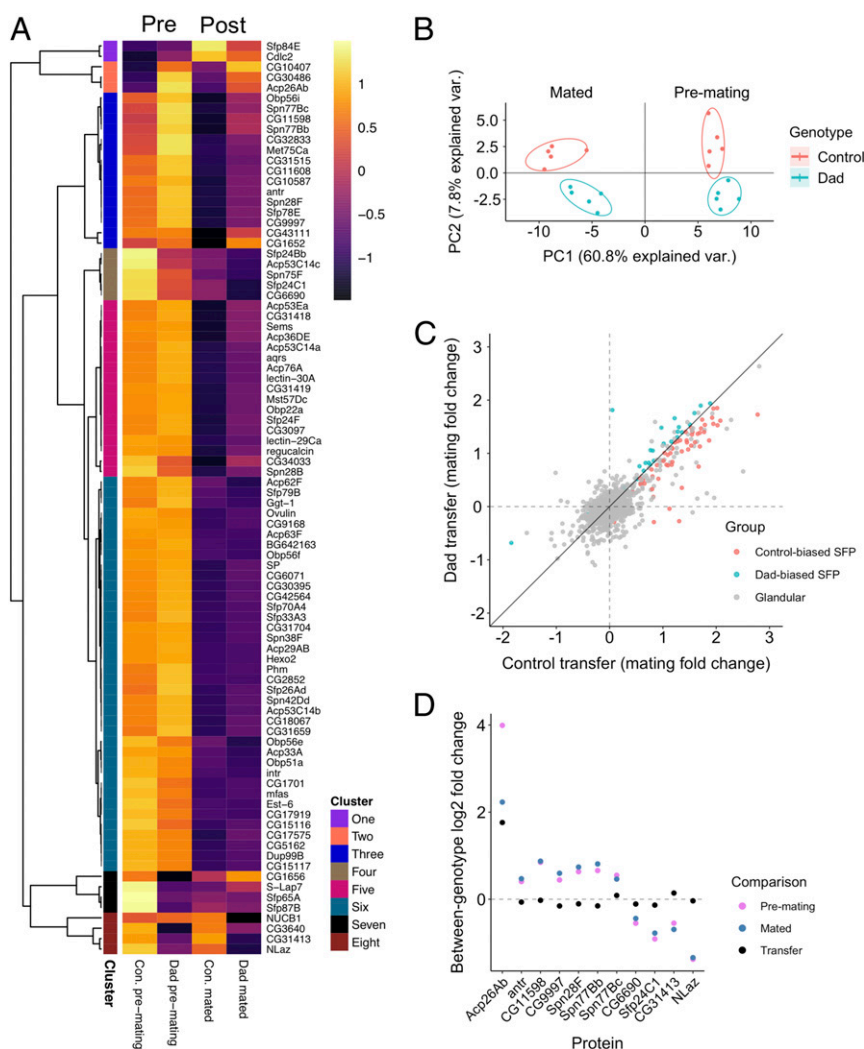 A
Pre Post
Sfp84E
Cdlc2
CG10407
CG30486
Acp26Ab
Obp56i
Spn77Bc
CG11598
Spn77Bb
CG32833
Met75Ca
CG31515
CG11608
CG10587
antr
Spn28F
Sfp78E
CG9997
CG43111
CG1652
Sfp24Bb
Acp53C14c
Spn75F
Sfp24C1
CG6690
Acp53Ea
CG31418
Sems
Acp36DE
Acp53C14a
aqrs
Acp76A
lectin-30A
CG31419
Mst57Dc
Obp22a
Sfp24F
CG3097
lectin-29Ca
regucalcin
CG34033
Spn28B
Acp62F
Sfp79B
Ggt-1
Ovulin
CG9168
Acp63F
BG642163
Obp56f
SP
CG6071
CG30395
CG42564
Sfp70A4
Sfp33A3
CG31704
Spn38F
Acp29AB
Hexo2
Phm
CG2852
Sfp26Ad
Spn42Dd
Acp53C14b
CG18067
CG31659
Obp56e
Acp33A
Obp51a
intr
CG1701
mfas
Est-6
CG17919
CG15116
CG17575
CG5162
Dup99B
CG15117
CG1656
S-Lap7
Sfp65A
Sfp87B
NUCB1
CG3640
CG31413
NLaz
1
0.5
0
−0.5
−1
Cluster
One
Two
Three
Four
Five
Six
Seven
Eight
Cluster
Con. pre-mating
Dad pre-mating
Con. mated
Dad mated
B
Mated Pre-mating
PC2 (7.8% explained var.)
5.0
2.5
0.0
-2.5
-10 -5 0 5 10
PC1 (60.8% explained var.)
Genotype
Control
Dad
C
Dad transfer (mating fold change)
3
2
1
0
-1
-2
-2 -1 0 1 2 3
Control transfer (mating fold change)
Group
Control-biased SFP
Dad-biased SFP
Glandular
D
Between-genotype log2 fold change
4
2
0
Acp26Ab
antr
CG11598
CG9997
Spn28F
Spn77Bb
Spn77Bc
CG6690
Sfp24C1
CG31413
NLaz
Protein
Comparison
Pre-mating
Mated
Transfer